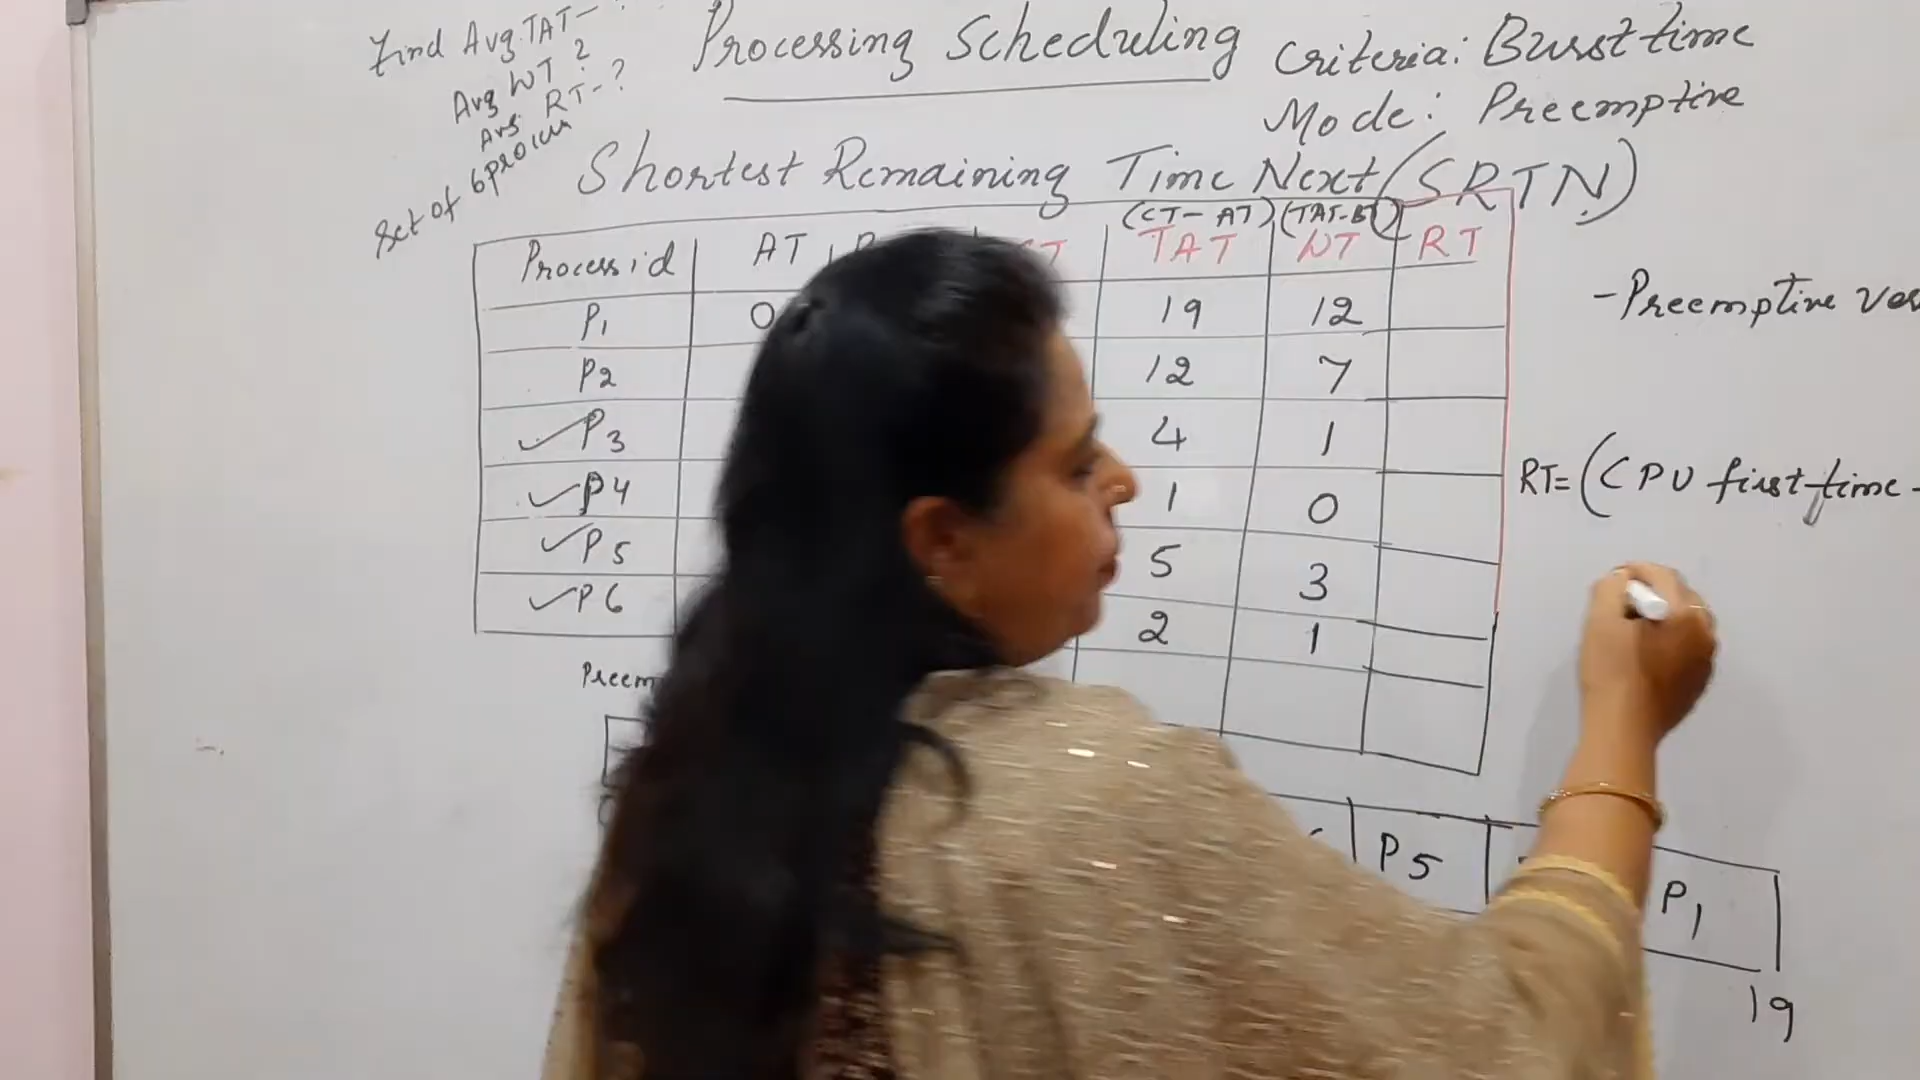 Find Avg TAT-
Avg WT ?
Avg. RT-?
Set of 6 process
Processing Scheduling
Criteria: Burst time
Mode: Preemptive
Shortest Remaining Time Next (SRTN)
(CT-AT) (TAT-BT)
Process id AT TAT WT RT
P1 0 19 12
P2 12 7
P3 4 1
P4 1 0
P5 5 3
P6 2 1
-Preemptive
RT= (CPU first time -
Preem
P5 P1
19